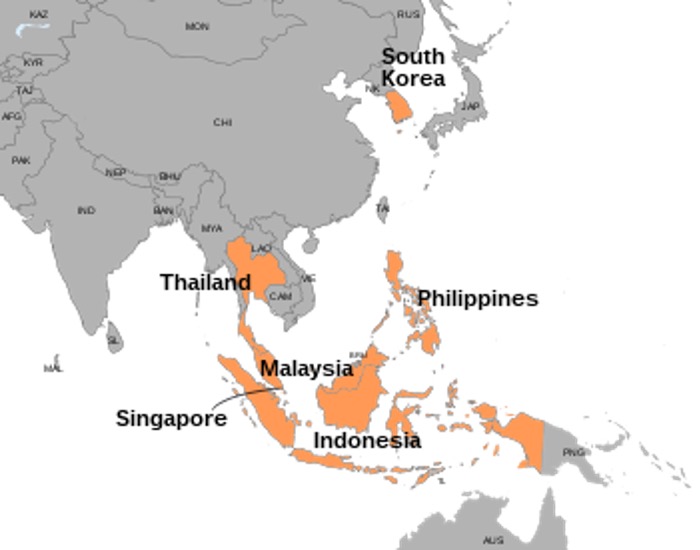 KAZ
RUS
MON
South
Korea
KYR
NK
TAJ
JAP
AFG
CHI
PAK
NEP
BHU
IND
BAN
TAI
MYA
LAO
Thailand
VIE
CAM
Philippines
SL
MAL
BRU
Malaysia
Singapore
Indonesia
PNG
TL
AUS